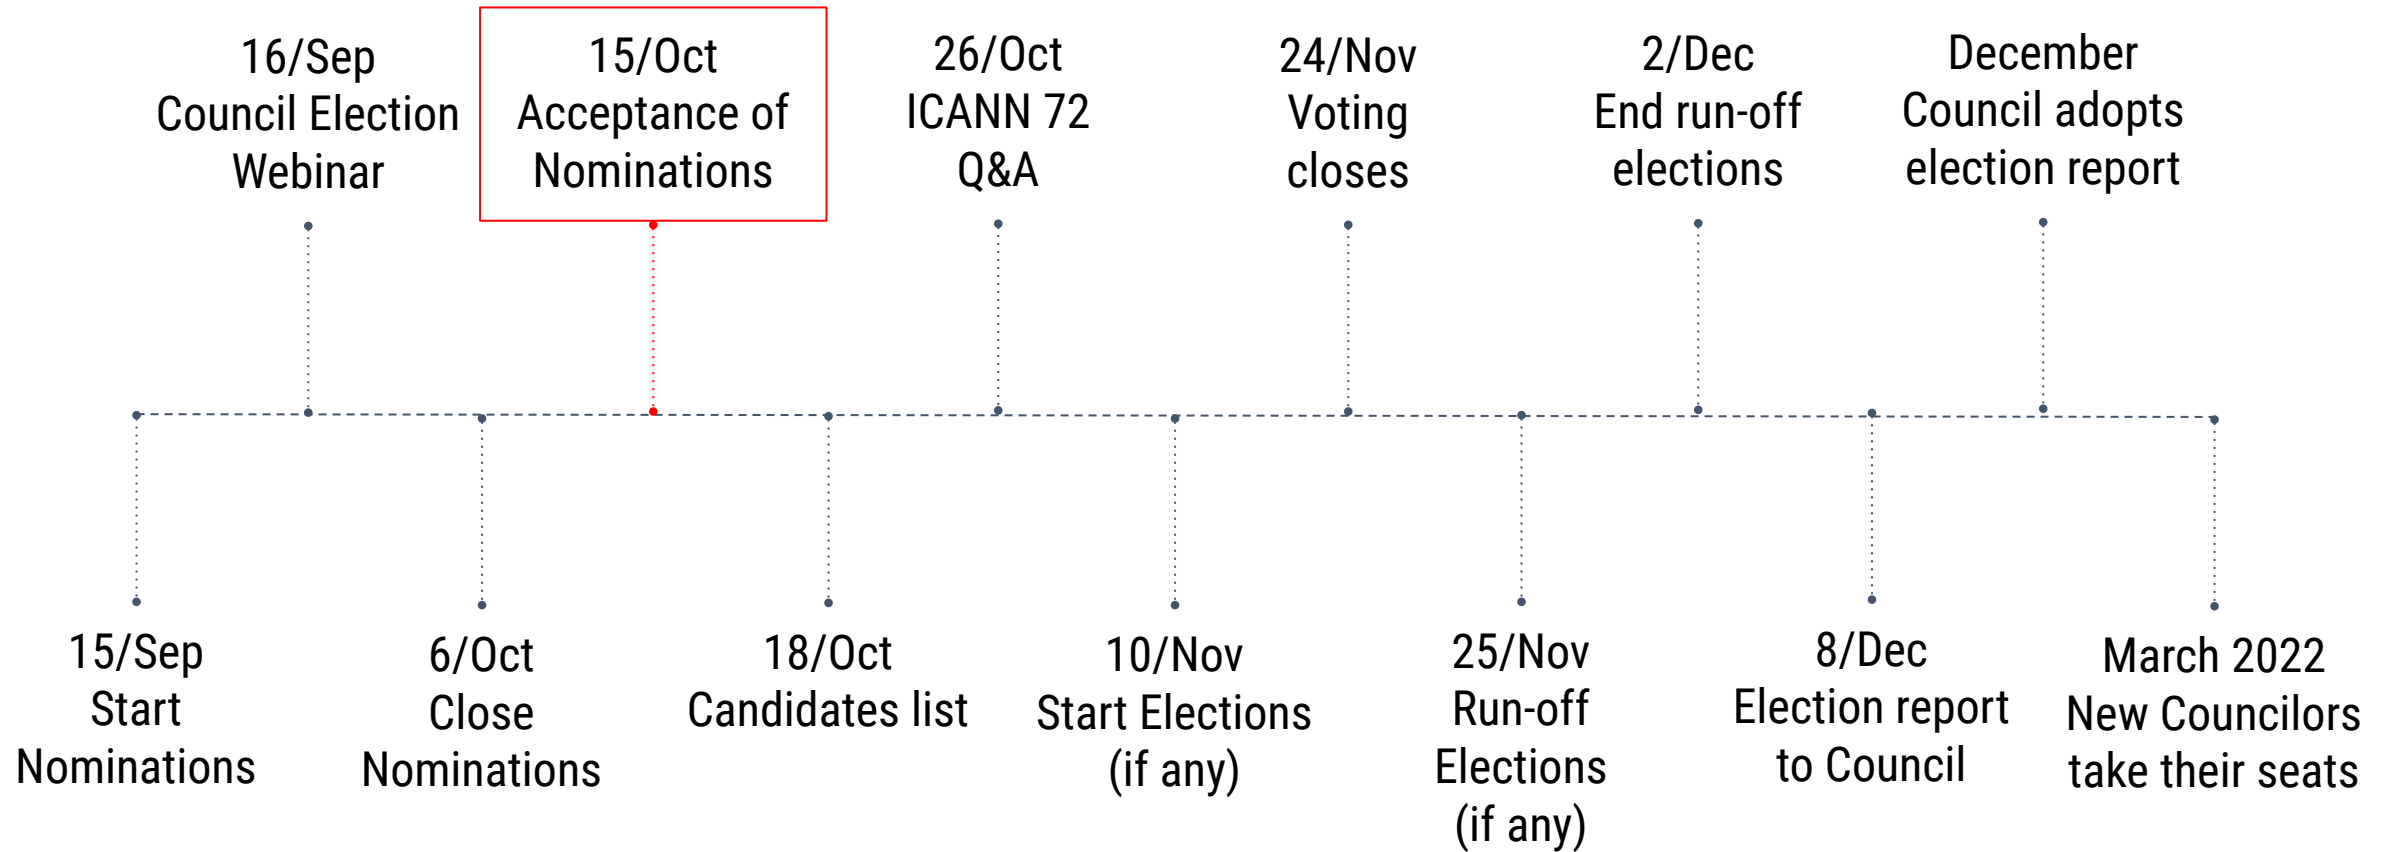 16/Sep
Council Election
Webinar
15/Oct
Acceptance of
Nominations
26/Oct
ICANN 72
Q&A
24/Nov
Voting
closes
2/Dec
End run-off
elections
December
Council adopts
election report
15/Sep
Start
Nominations
6/Oct
Close
Nominations
18/Oct
Candidates list
10/Nov
Start Elections
(if any)
25/Nov
Run-off
Elections
(if any)
8/Dec
Election report
to Council
March 2022
New Councilors
take their seats